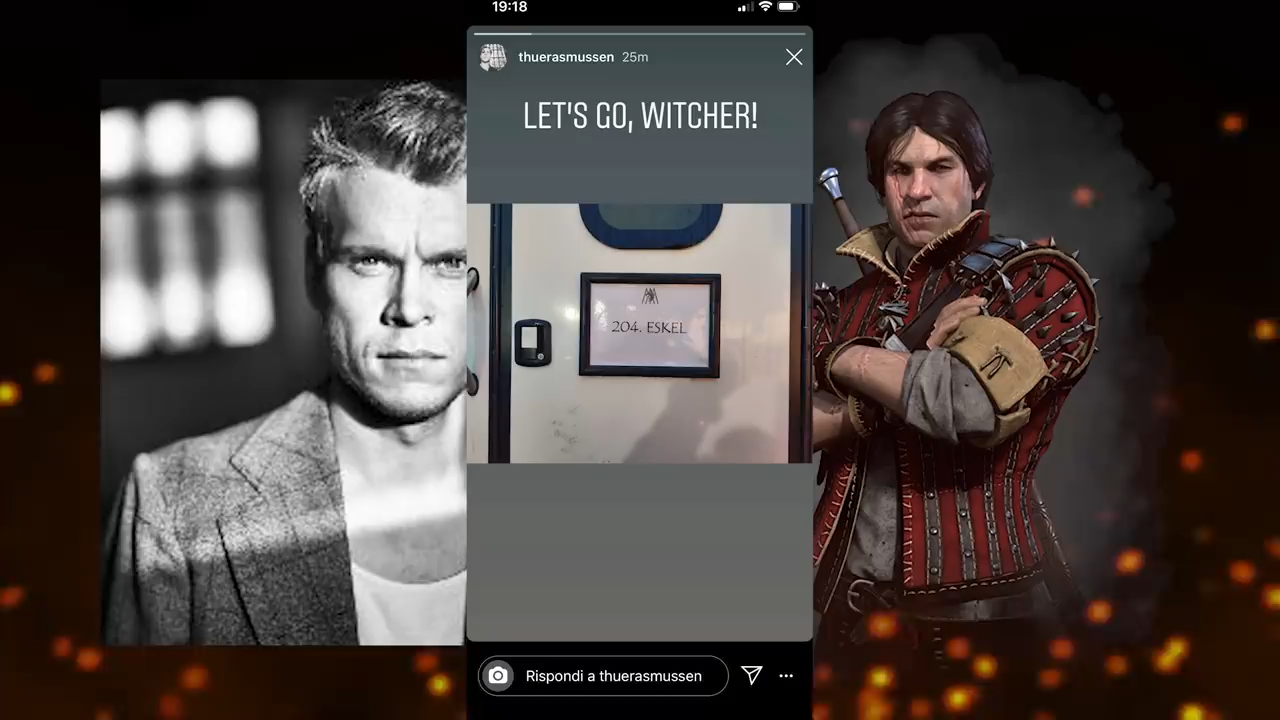 19:18
thuerasmussen 25m
LET'S GO, WITCHER!
204. ESKEL
Rispondi a thuerasmussen